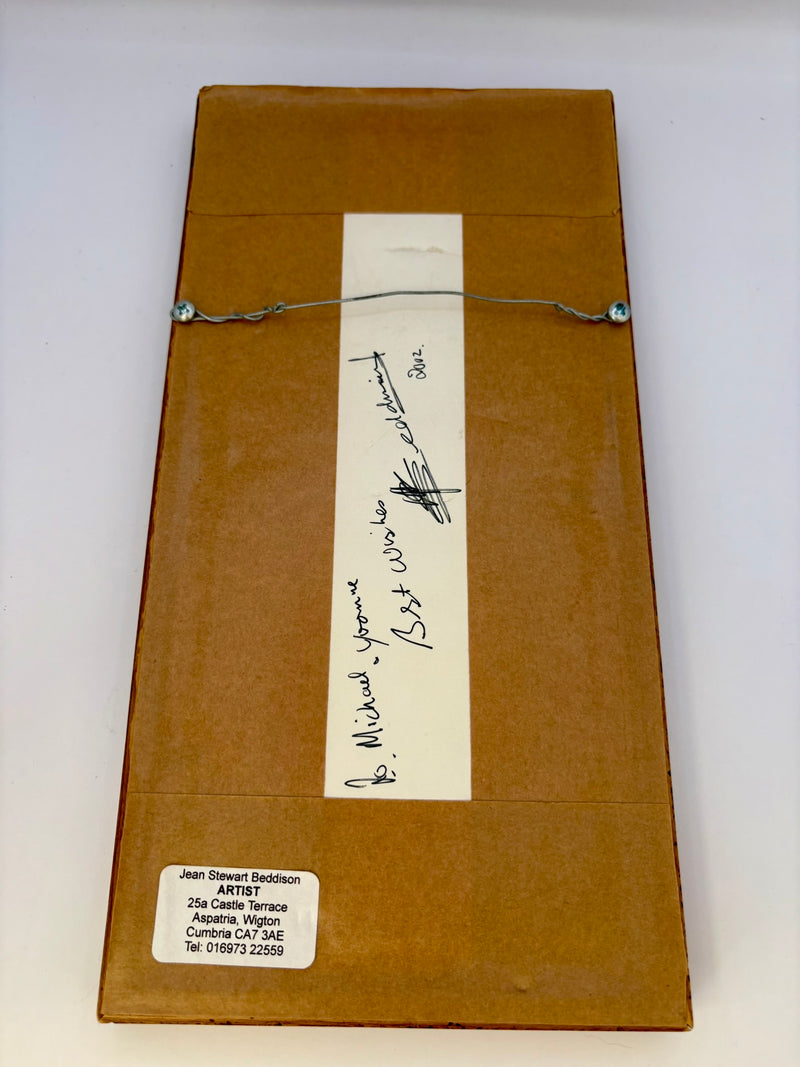 To. Michael . Yvonne
Best Wishes
2002.
Jean Stewart Beddison
ARTIST
25a Castle Terrace
Aspatria, Wigton
Cumbria CA7 3AE
Tel: 016973 22559